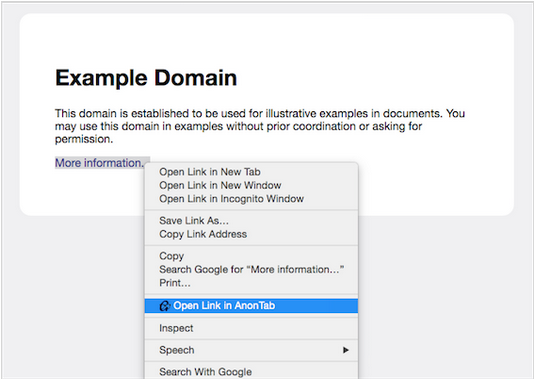 Example Domain
This domain is established to be used for illustrative examples in documents. You
may use this domain in examples without prior coordination or asking for
permission.
More information...
Open Link in New Tab
Open Link in New Window
Open Link in Incognito Window
Save Link As...
Copy Link Address
Copy
Search Google for “More information...”
Print...
Open Link in AnonTab
Inspect
Speech
Search With Google